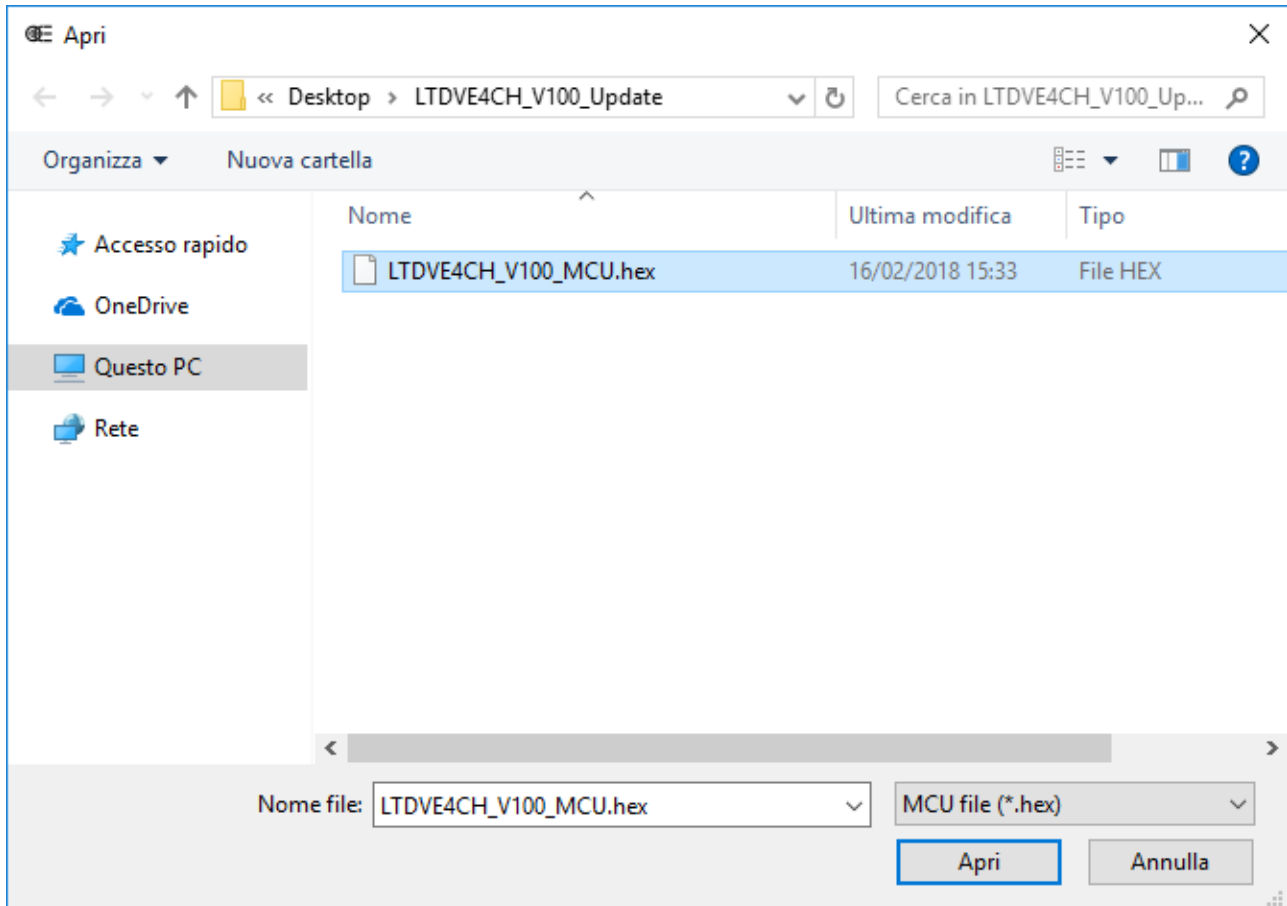 Apri
« Desktop > LTDVE4CH_V100_Update
Cerca in LTDVE4CH_V100_Up...
Organizza
Nuova cartella
Nome
Ultima modifica
Tipo
Accesso rapido
LTDVE4CH_V100_MCU.hex
16/02/2018 15:33
File HEX
OneDrive
Questo PC
Rete
Nome file:
LTDVE4CH_V100_MCU.hex
MCU file (*.hex)
Apri
Annulla